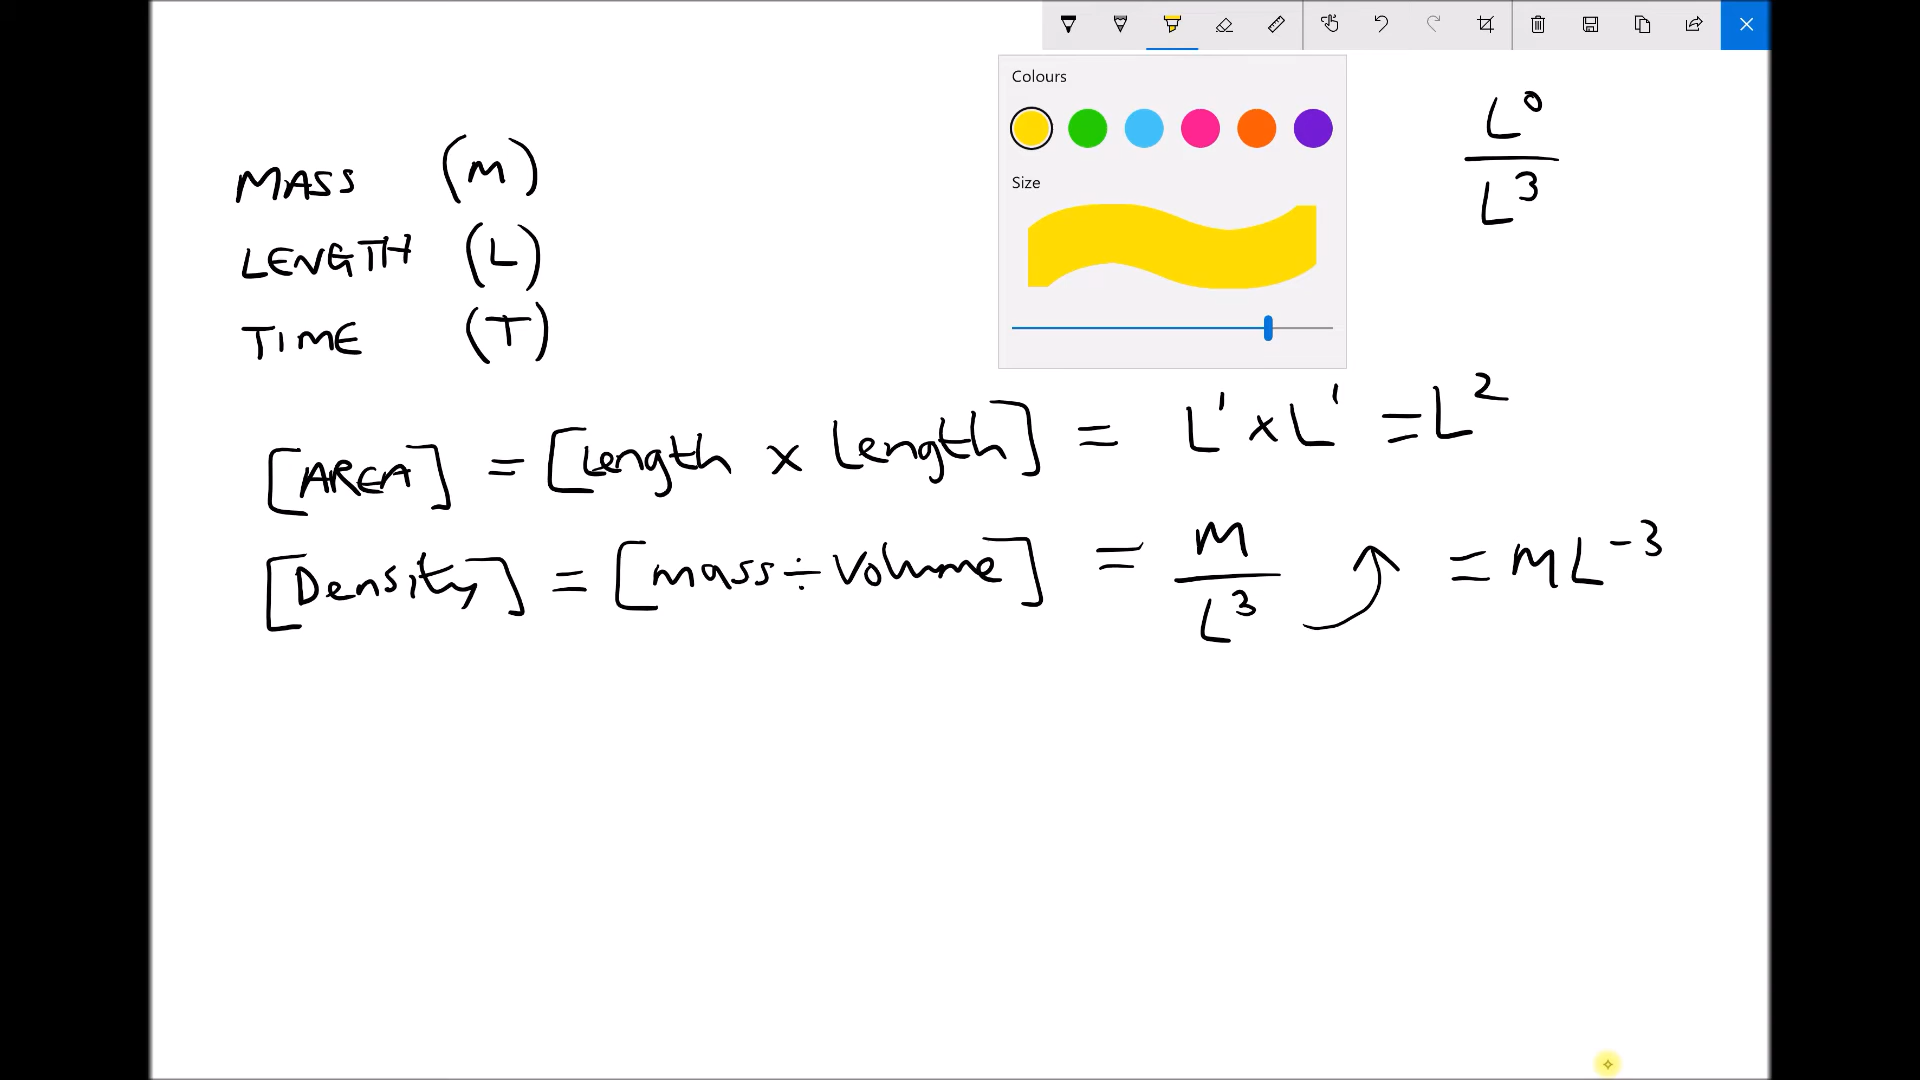 Colours
Size
L⁰
L³
MASS (M)
LENGTH (L)
TIME (T)
[AREA] = [Length x Length] = L¹ x L¹ = L²
[Density] = [mass ÷ Volume] = M / L³ = ML⁻³